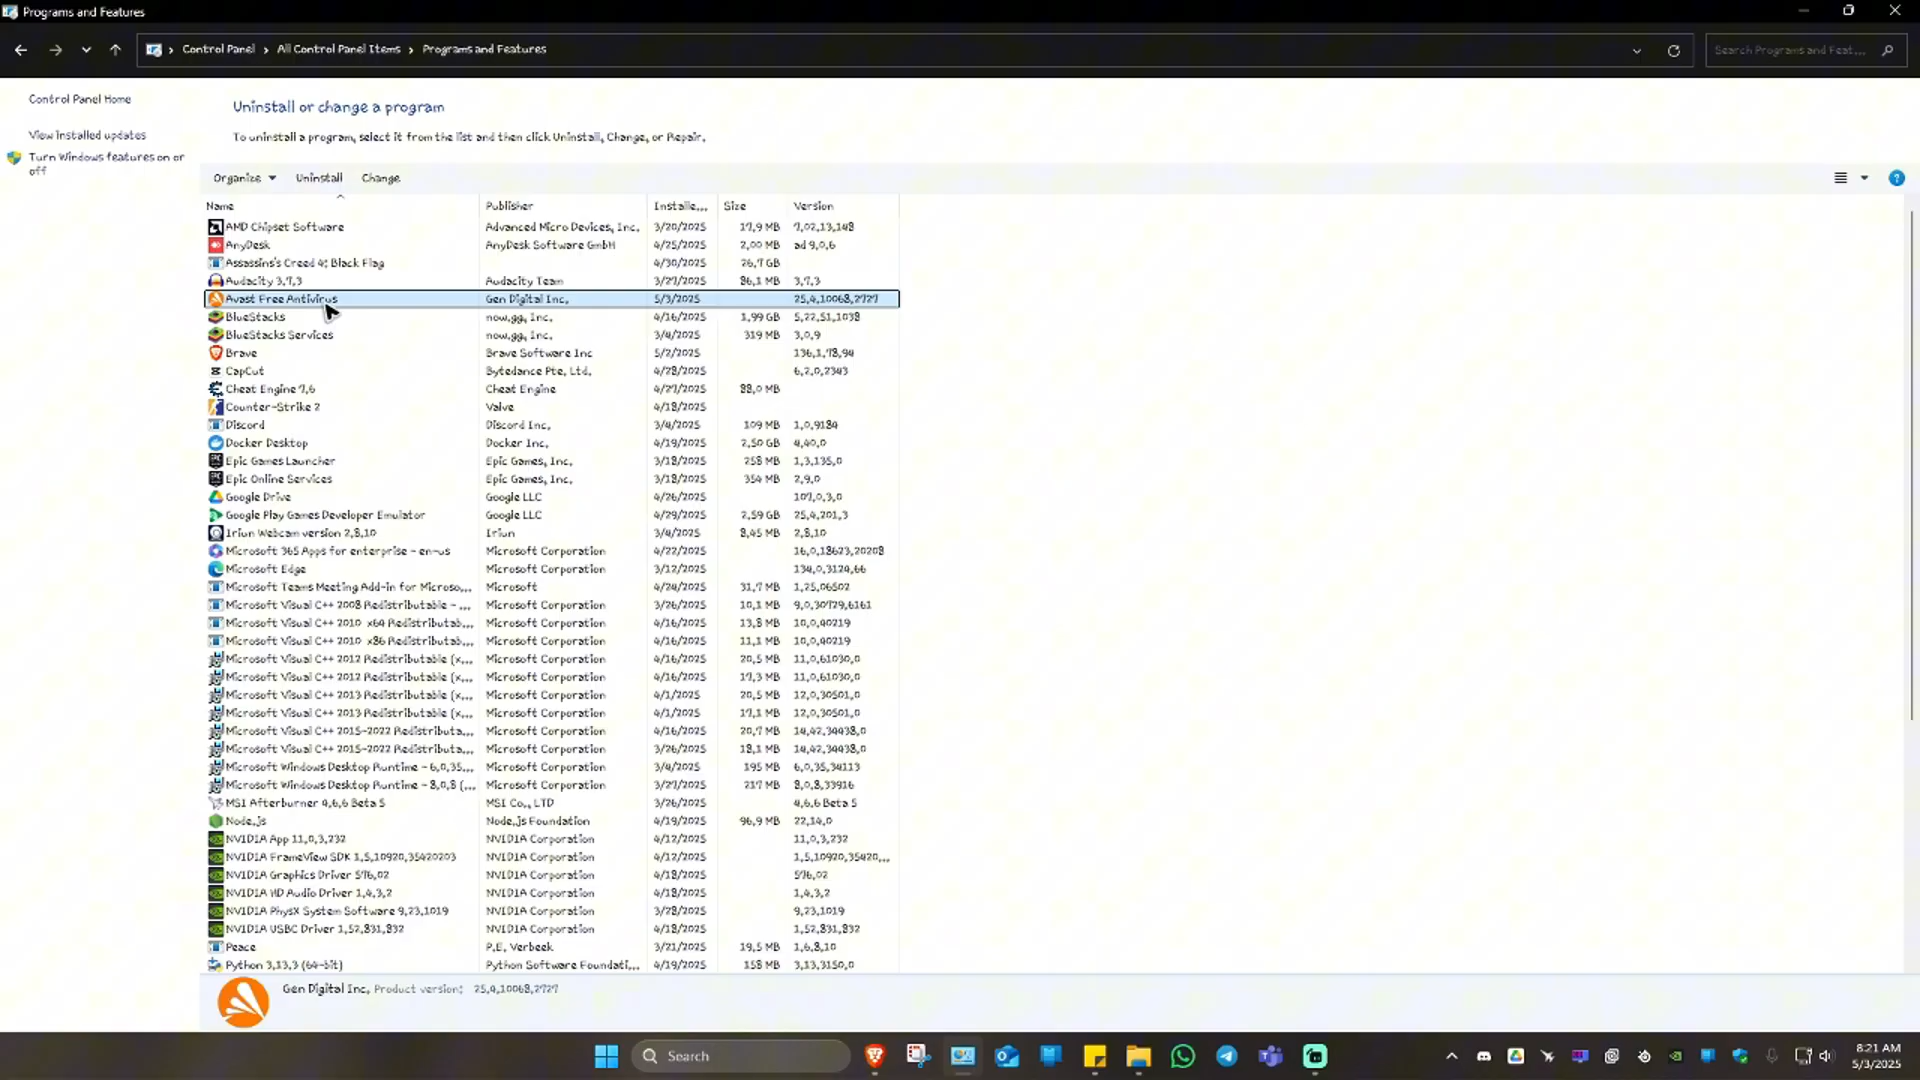 Programs and Features
Control Panel > All Control Panel Items > Programs and Features
Search Programs and Feat...
Control Panel Home
View installed updates
Turn Windows features on or off
Uninstall or change a program
To uninstall a program, select it from the list and then click Uninstall, Change, or Repair.
Organize Uninstall Change
Name Publisher Installe... Size Version
AMD Chipset Software Advanced Micro Devices, Inc. 3/20/2025 17.9 MB 7.02.13.148
AnyDesk AnyDesk Software GmbH 4/25/2025 2.00 MB ad 9.0.6
Assassins's Creed 4: Black Flag 4/30/2025 26.7 GB
Audacity 3.7.3 Audacity Team 3/27/2025 86.1 MB 3.7.3
Avast Free Antivirus Gen Digital Inc. 5/3/2025 25.4.10068.2727
BlueStacks now.gg, Inc. 4/16/2025 1.99 GB 5.22.51.1038
BlueStacks Services now.gg, Inc. 3/4/2025 319 MB 3.0.9
Brave Brave Software Inc 5/2/2025 136.1.78.94
CapCut Bytedance Pte. Ltd. 4/28/2025 6.2.0.2343
Cheat Engine 7.6 Cheat Engine 4/27/2025 88.0 MB
Counter-Strike 2 Valve 4/18/2025
Discord Discord Inc. 3/4/2025 109 MB 1.0.9184
Docker Desktop Docker Inc. 4/19/2025 2.50 GB 4.40.0
Epic Games Launcher Epic Games, Inc. 3/18/2025 258 MB 1.3.135.0
Epic Online Services Epic Games, Inc. 3/18/2025 354 MB 2.9.0
Google Drive Google LLC 4/26/2025 107.0.3.0
Google Play Games Developer Emulator Google LLC 4/29/2025 2.59 GB 25.4.201.3
Iriun Webcam version 2.8.10 Iriun 3/4/2025 8.45 MB 2.8.10
Microsoft 365 Apps for enterprise - en-us Microsoft Corporation 4/22/2025 16.0.18623.20208
Microsoft Edge Microsoft Corporation 3/12/2025 134.0.3124.66
Microsoft Teams Meeting Add-in for Microso... Microsoft 4/24/2025 31.7 MB 1.25.06502
Microsoft Visual C++ 2008 Redistributable - ... Microsoft Corporation 3/26/2025 10.1 MB 9.0.30729.6161
Microsoft Visual C++ 2010 x64 Redistributab... Microsoft Corporation 4/16/2025 13.8 MB 10.0.40219
Microsoft Visual C++ 2010 x86 Redistributab... Microsoft Corporation 4/16/2025 11.1 MB 10.0.40219
Microsoft Visual C++ 2012 Redistributable (x... Microsoft Corporation 4/16/2025 20.5 MB 11.0.61030.0
Microsoft Visual C++ 2012 Redistributable (x... Microsoft Corporation 4/16/2025 17.3 MB 11.0.61030.0
Microsoft Visual C++ 2013 Redistributable (x... Microsoft Corporation 4/1/2025 20.5 MB 12.0.30501.0
Microsoft Visual C++ 2013 Redistributable (x... Microsoft Corporation 4/1/2025 17.1 MB 12.0.30501.0
Microsoft Visual C++ 2015-2022 Redistributa... Microsoft Corporation 4/16/2025 20.7 MB 14.42.34438.0
Microsoft Visual C++ 2015-2022 Redistributa... Microsoft Corporation 3/26/2025 18.1 MB 14.42.34438.0
Microsoft Windows Desktop Runtime - 6.0.35... Microsoft Corporation 3/4/2025 195 MB 6.0.35.34113
Microsoft Windows Desktop Runtime - 8.0.8 (... Microsoft Corporation 3/27/2025 217 MB 8.0.8.33916
MSI Afterburner 4.6.6 Beta 5 MSI Co., LTD 3/26/2025 4.6.6 Beta 5
Node.js Node.js Foundation 4/19/2025 96.9 MB 22.14.0
NVIDIA App 11.0.3.232 NVIDIA Corporation 4/12/2025 11.0.3.232
NVIDIA FrameView SDK 1.5.10920.35420203 NVIDIA Corporation 4/12/2025 1.5.10920.35420...
NVIDIA Graphics Driver 576.02 NVIDIA Corporation 4/18/2025 576.02
NVIDIA HD Audio Driver 1.4.3.2 NVIDIA Corporation 4/18/2025 1.4.3.2
NVIDIA PhysX System Software 9.23.1019 NVIDIA Corporation 3/28/2025 9.23.1019
NVIDIA USBC Driver 1.52.831.832 NVIDIA Corporation 4/18/2025 1.52.831.832
Peace P.E. Verbeek 3/21/2025 19.5 MB 1.6.8.10
Python 3.13.3 (64-bit) Python Software Foundati... 4/19/2025 158 MB 3.13.3150.0
Gen Digital Inc. Product version: 25.4.10068.2727
Search
8:21 AM
5/3/2025